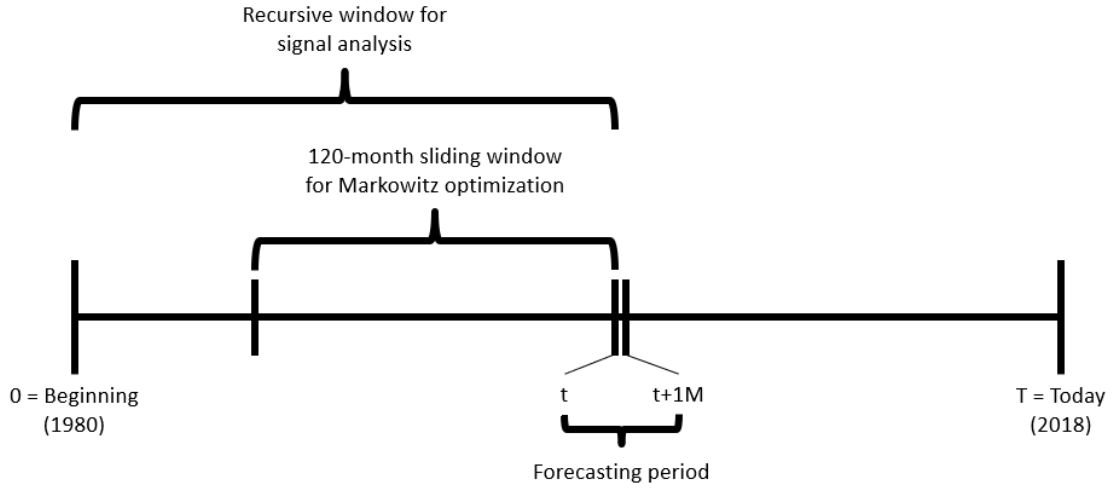 Recursive window for
signal analysis
120-month sliding window
for Markowitz optimization
0 = Beginning
(1980)
t
t+1M
T = Today
(2018)
Forecasting period